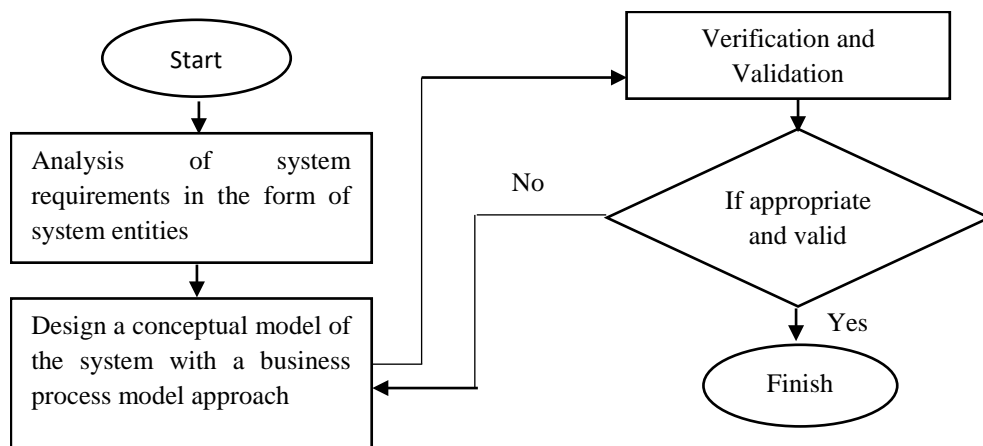 Start
Analysis of system
requirements in the form of
system entities
Design a conceptual model of
the system with a business
process model approach
Verification and
Validation
If appropriate
and valid
No
Yes
Finish